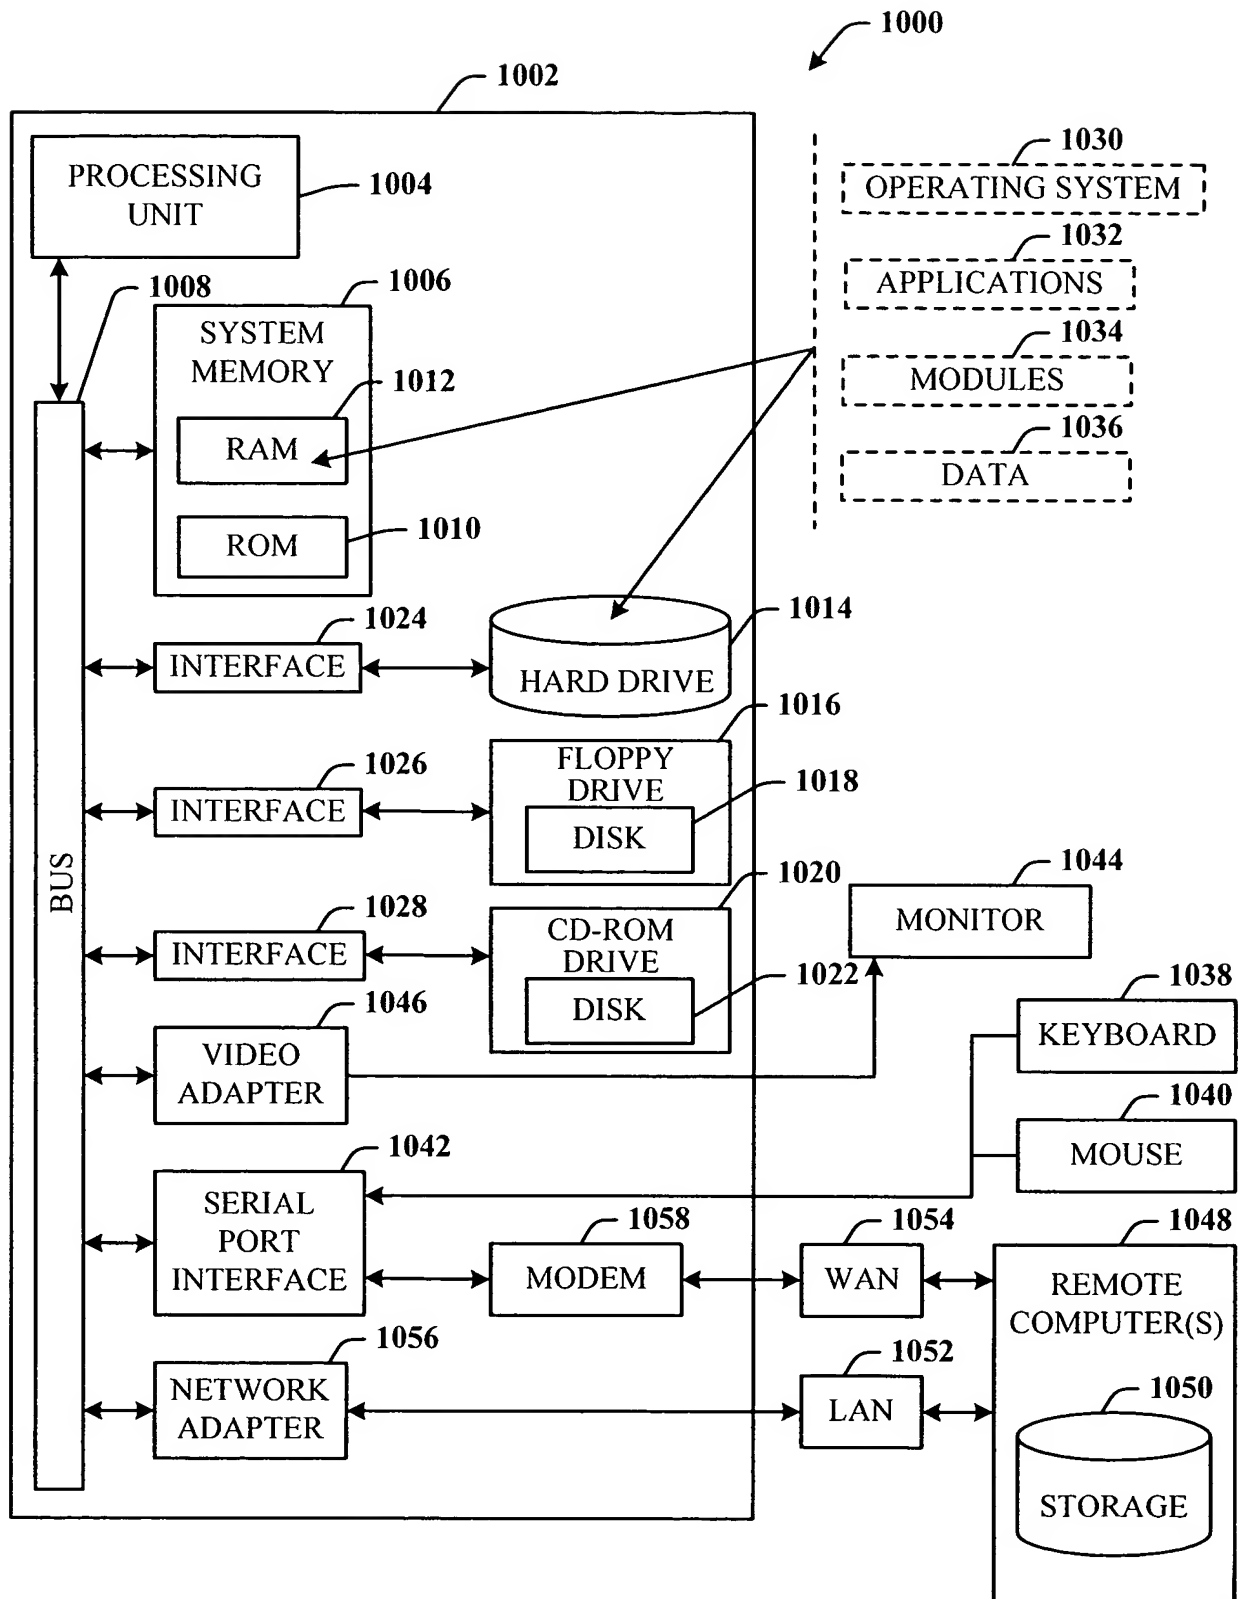 1000
1002
PROCESSING
UNIT
1004
1030
OPERATING SYSTEM
1032
APPLICATIONS
1034
MODULES
1036
DATA
1008
1006
SYSTEM
MEMORY
1012
RAM
1010
ROM
1024
INTERFACE
1014
HARD DRIVE
1016
FLOPPY
DRIVE
1026
INTERFACE
1018
DISK
BUS
1020
CD-ROM
DRIVE
1028
INTERFACE
1022
DISK
1044
MONITOR
1046
VIDEO
ADAPTER
1038
KEYBOARD
1040
MOUSE
1042
SERIAL
PORT
INTERFACE
1058
MODEM
1054
WAN
1048
REMOTE
COMPUTER(S)
1056
NETWORK
ADAPTER
1052
LAN
1050
STORAGE